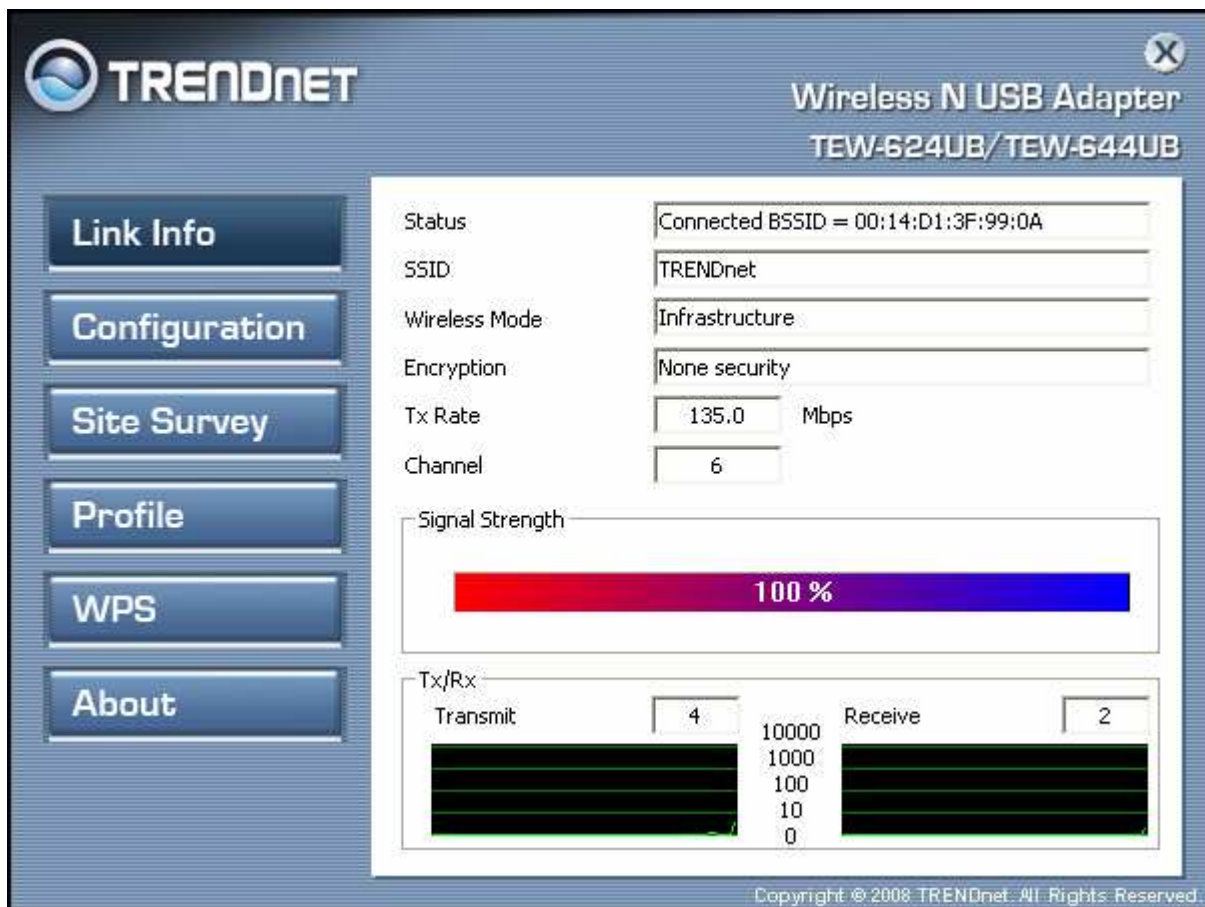 TRENDNET
X
Wireless N USB Adapter
TEW-624UB/TEW-644UB
Link Info
Configuration
Site Survey
Profile
WPS
About
Status Connected BSSID = 00:14:D1:3F:99:0A
SSID TRENDnet
Wireless Mode Infrastructure
Encryption None security
Tx Rate 135.0 Mbps
Channel 6
Signal Strength
100 %
Tx/Rx
Transmit 4
10000
1000
100
10
0
Receive 2
Copyright © 2008 TRENDnet. All Rights Reserved.